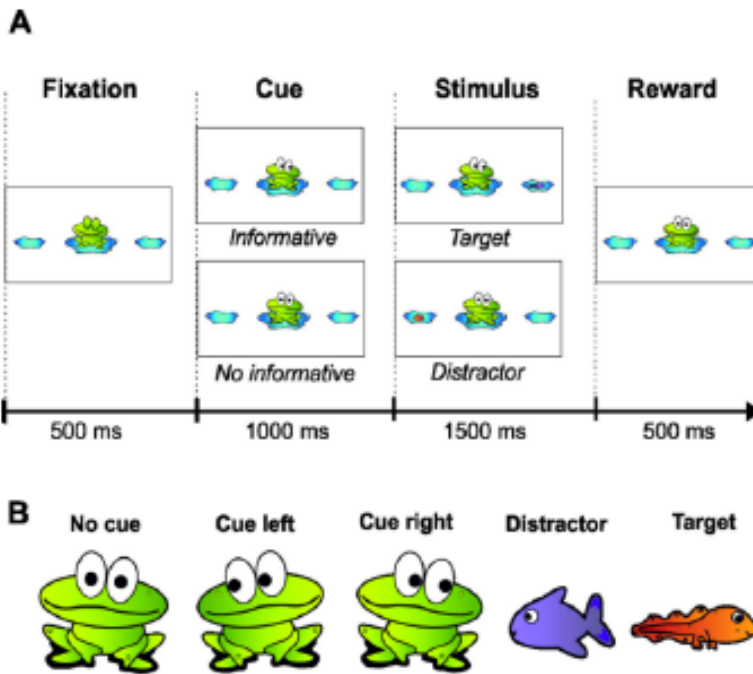 A
Fixation Cue Stimulus Reward
Informative Target
No informative Distractor
500 ms 1000 ms 1500 ms 500 ms
B
No cue Cue left Cue right Distractor Target